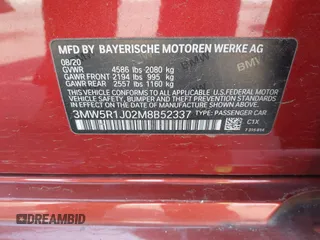 MFD BY BAYERISCHE MOTOREN WERKE AG
08/20
GVWR 4586 lbs 2080 kg
GAWR FRONT 2194 lbs 995 kg
GAWR REAR 2557 lbs 1160 kg
THIS VEHICLE CONFORMS TO ALL APPLICABLE U.S. FEDERAL MOTOR
VEHICLE SAFETY, BUMPER, AND THEFT PREVENTION STANDARDS
IN EFFECT ON THE DATE OF MANUFACTURE SHOWN ABOVE.
3MW5R1J02M8B52337 TYPE: PASSENGER CAR
C1X
DREAMBID